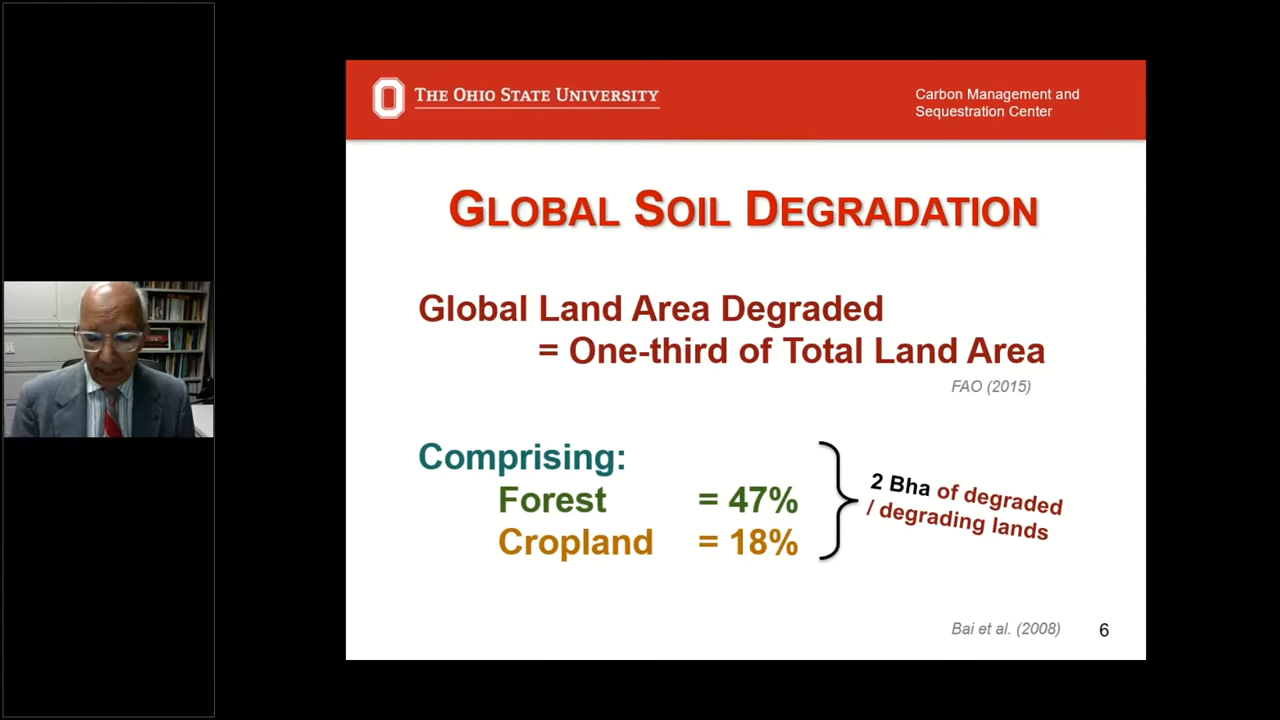 THE OHIO STATE UNIVERSITY
Carbon Management and
Sequestration Center
GLOBAL SOIL DEGRADATION
Global Land Area Degraded
= One-third of Total Land Area
FAO (2015)
Comprising:
Forest = 47%
Cropland = 18%
2 Bha of degraded
/ degrading lands
Bai et al. (2008)
6